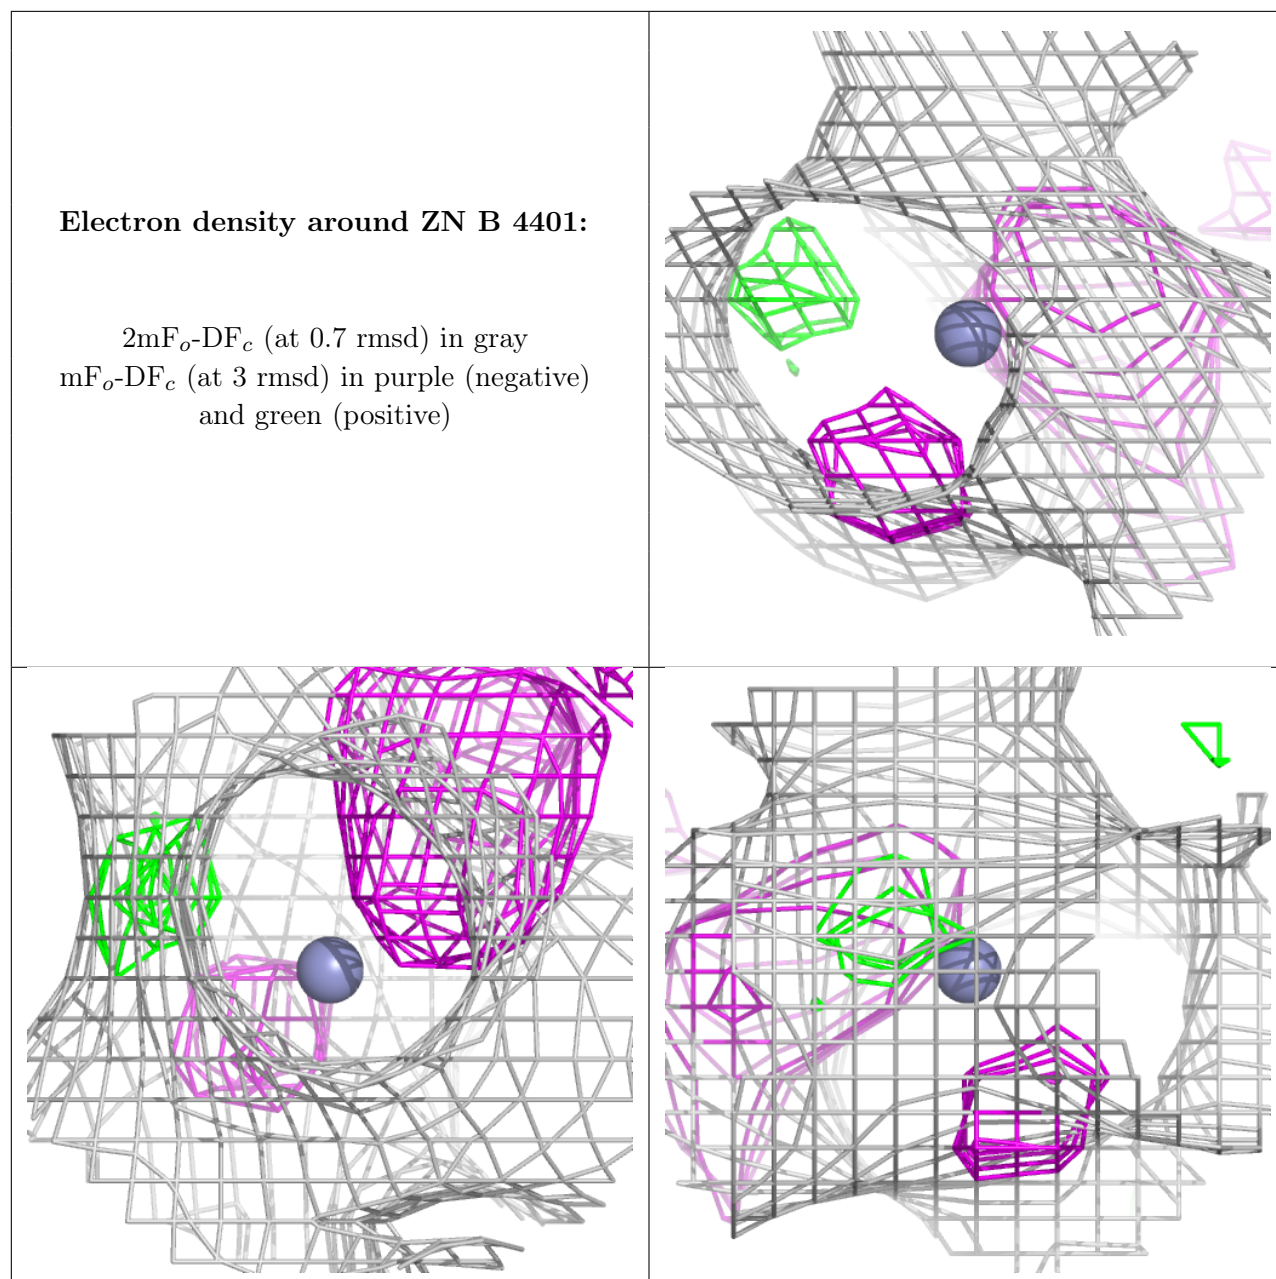 Electron density around ZN B 4401:
2mFo-DFc (at 0.7 rmsd) in gray
mFo-DFc (at 3 rmsd) in purple (negative)
and green (positive)